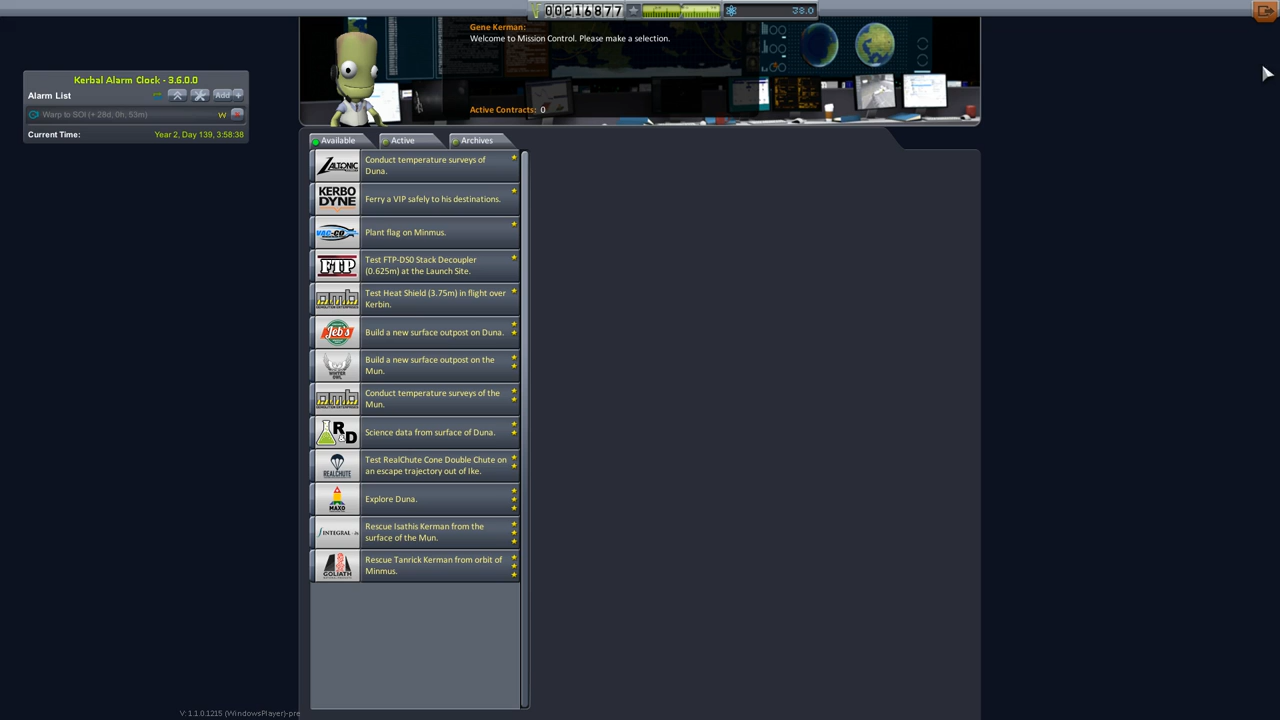 00216877
38.0
Gene Kerman:
Welcome to Mission Control. Please make a selection.
Kerbal Alarm Clock - 3.6.0.0
Alarm List
Add +
Warp to SOI (+ 28d, 0h, 53m)
W
Current Time:
Year 2, Day 139, 3:58:38
Active Contracts: 0
Available
Active
Archives
Conduct temperature surveys of
Duna.
KERBO
DYNE
Ferry a VIP safely to his destinations.
VAC-CO
Plant flag on Minmus.
FTP
Test FTP-DS0 Stack Decoupler
(0.625m) at the Launch Site.
Test Heat Shield (3.75m) in flight over
Kerbin.
Jeb's
Build a new surface outpost on Duna.
WINTER
OWL
Build a new surface outpost on the
Mun.
Conduct temperature surveys of the
Mun.
R&D
Science data from surface of Duna.
REALCHUTE
Test RealChute Cone Double Chute on
an escape trajectory out of Ike.
MAXO
Explore Duna.
INTEGRAL
Rescue Isathis Kerman from the
surface of the Mun.
GOLIATH
Rescue Tanrick Kerman from orbit of
Minmus.
V: 1.1.0.1215 (WindowsPlayer)-pre